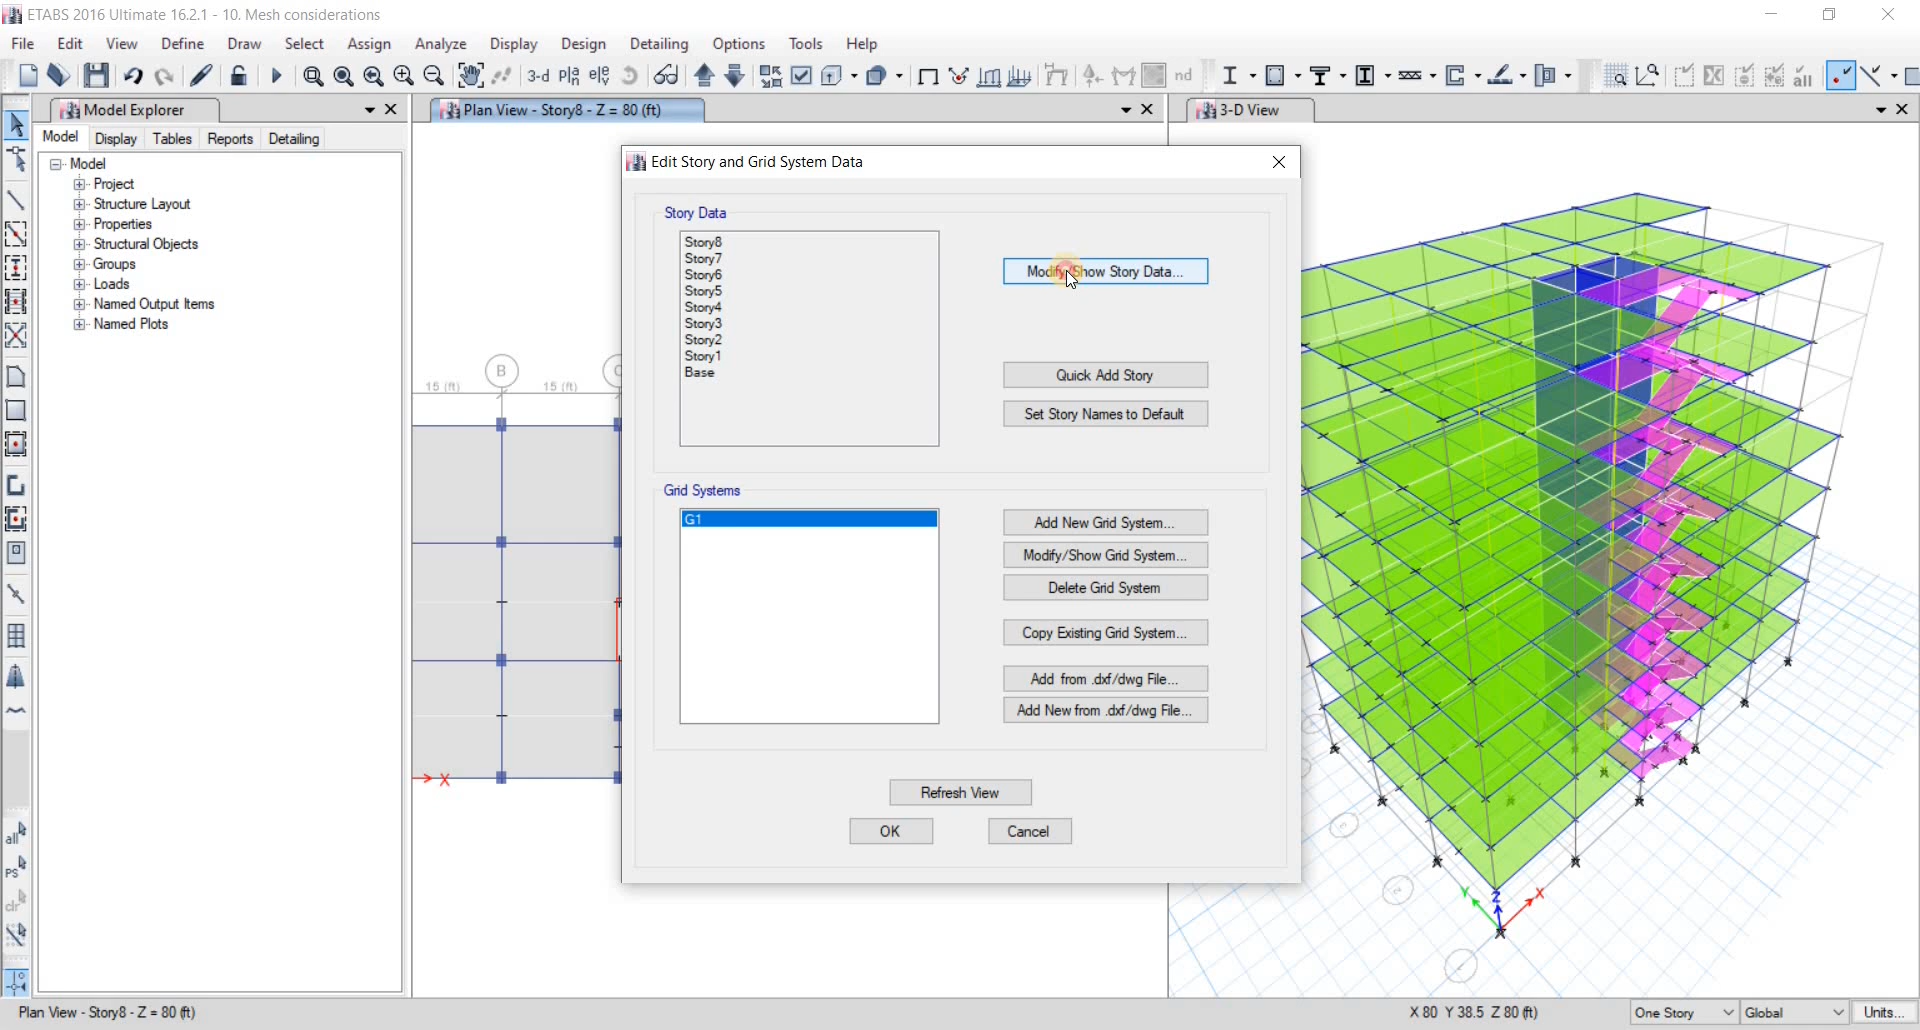 ETABS 2016 Ultimate 16.2.1 - 10. Mesh considerations
File Edit View Define Draw Select Assign Analyze Display Design Detailing Options Tools Help
3-d nd all
Model Explorer
Plan View - Story8 - Z = 80 (ft)
3-D View
Model Display Tables Reports Detailing
Model
Project
Structure Layout
Properties
Structural Objects
Groups
Loads
Named Output Items
Named Plots
Edit Story and Grid System Data
Story Data
Story8
Story7
Story6
Story5
Story4
Story3
Story2
Story1
Base
Modify/Show Story Data...
Quick Add Story
Set Story Names to Default
Grid Systems
G1
Add New Grid System...
Modify/Show Grid System...
Delete Grid System
Copy Existing Grid System...
Add from .dxf/dwg File...
Add New from .dxf/dwg File...
Refresh View
OK Cancel
B
15 (ft) 15 (ft)
X
Y Z X
all
PS
clr
Plan View - Story8 - Z = 80 (ft)
X 80 Y 38.5 Z 80 (ft)
One Story Global Units...